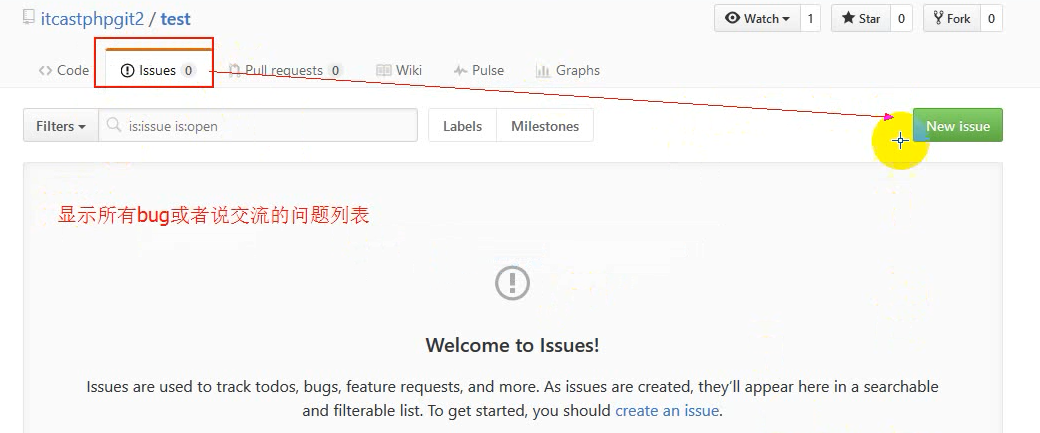 itcastphpgit2 / test
Watch 1 Star 0 Fork 0
Code Issues 0 Pull requests 0 Wiki Pulse Graphs
Filters is:issue is:open Labels Milestones New issue
显示所有bug或者说交流的问题列表
Welcome to Issues!
Issues are used to track todos, bugs, feature requests, and more. As issues are created, they’ll appear here in a searchable
and filterable list. To get started, you should create an issue.